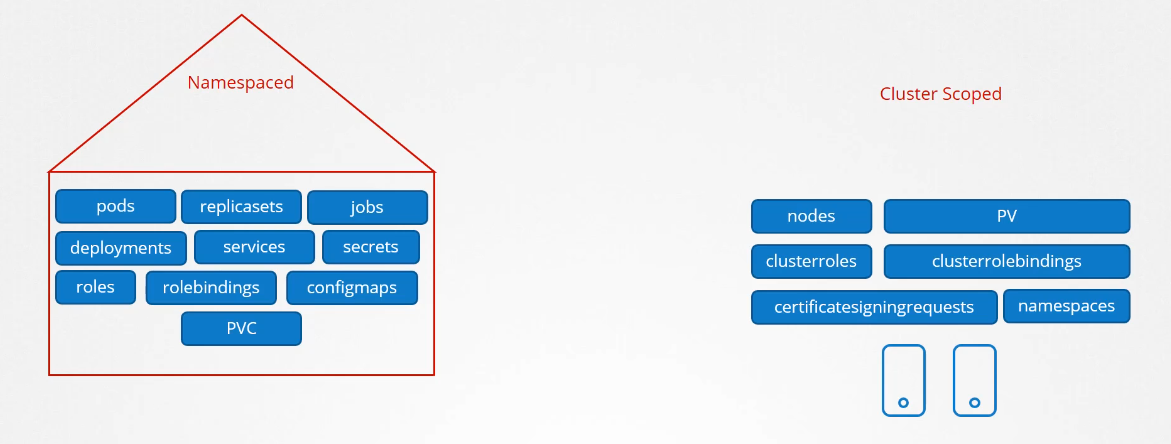 Namespaced
pods replicasets jobs
deployments services secrets
roles rolebindings configmaps
PVC
Cluster Scoped
nodes PV
clusterroles clusterrolebindings
certificatesigningrequests namespaces